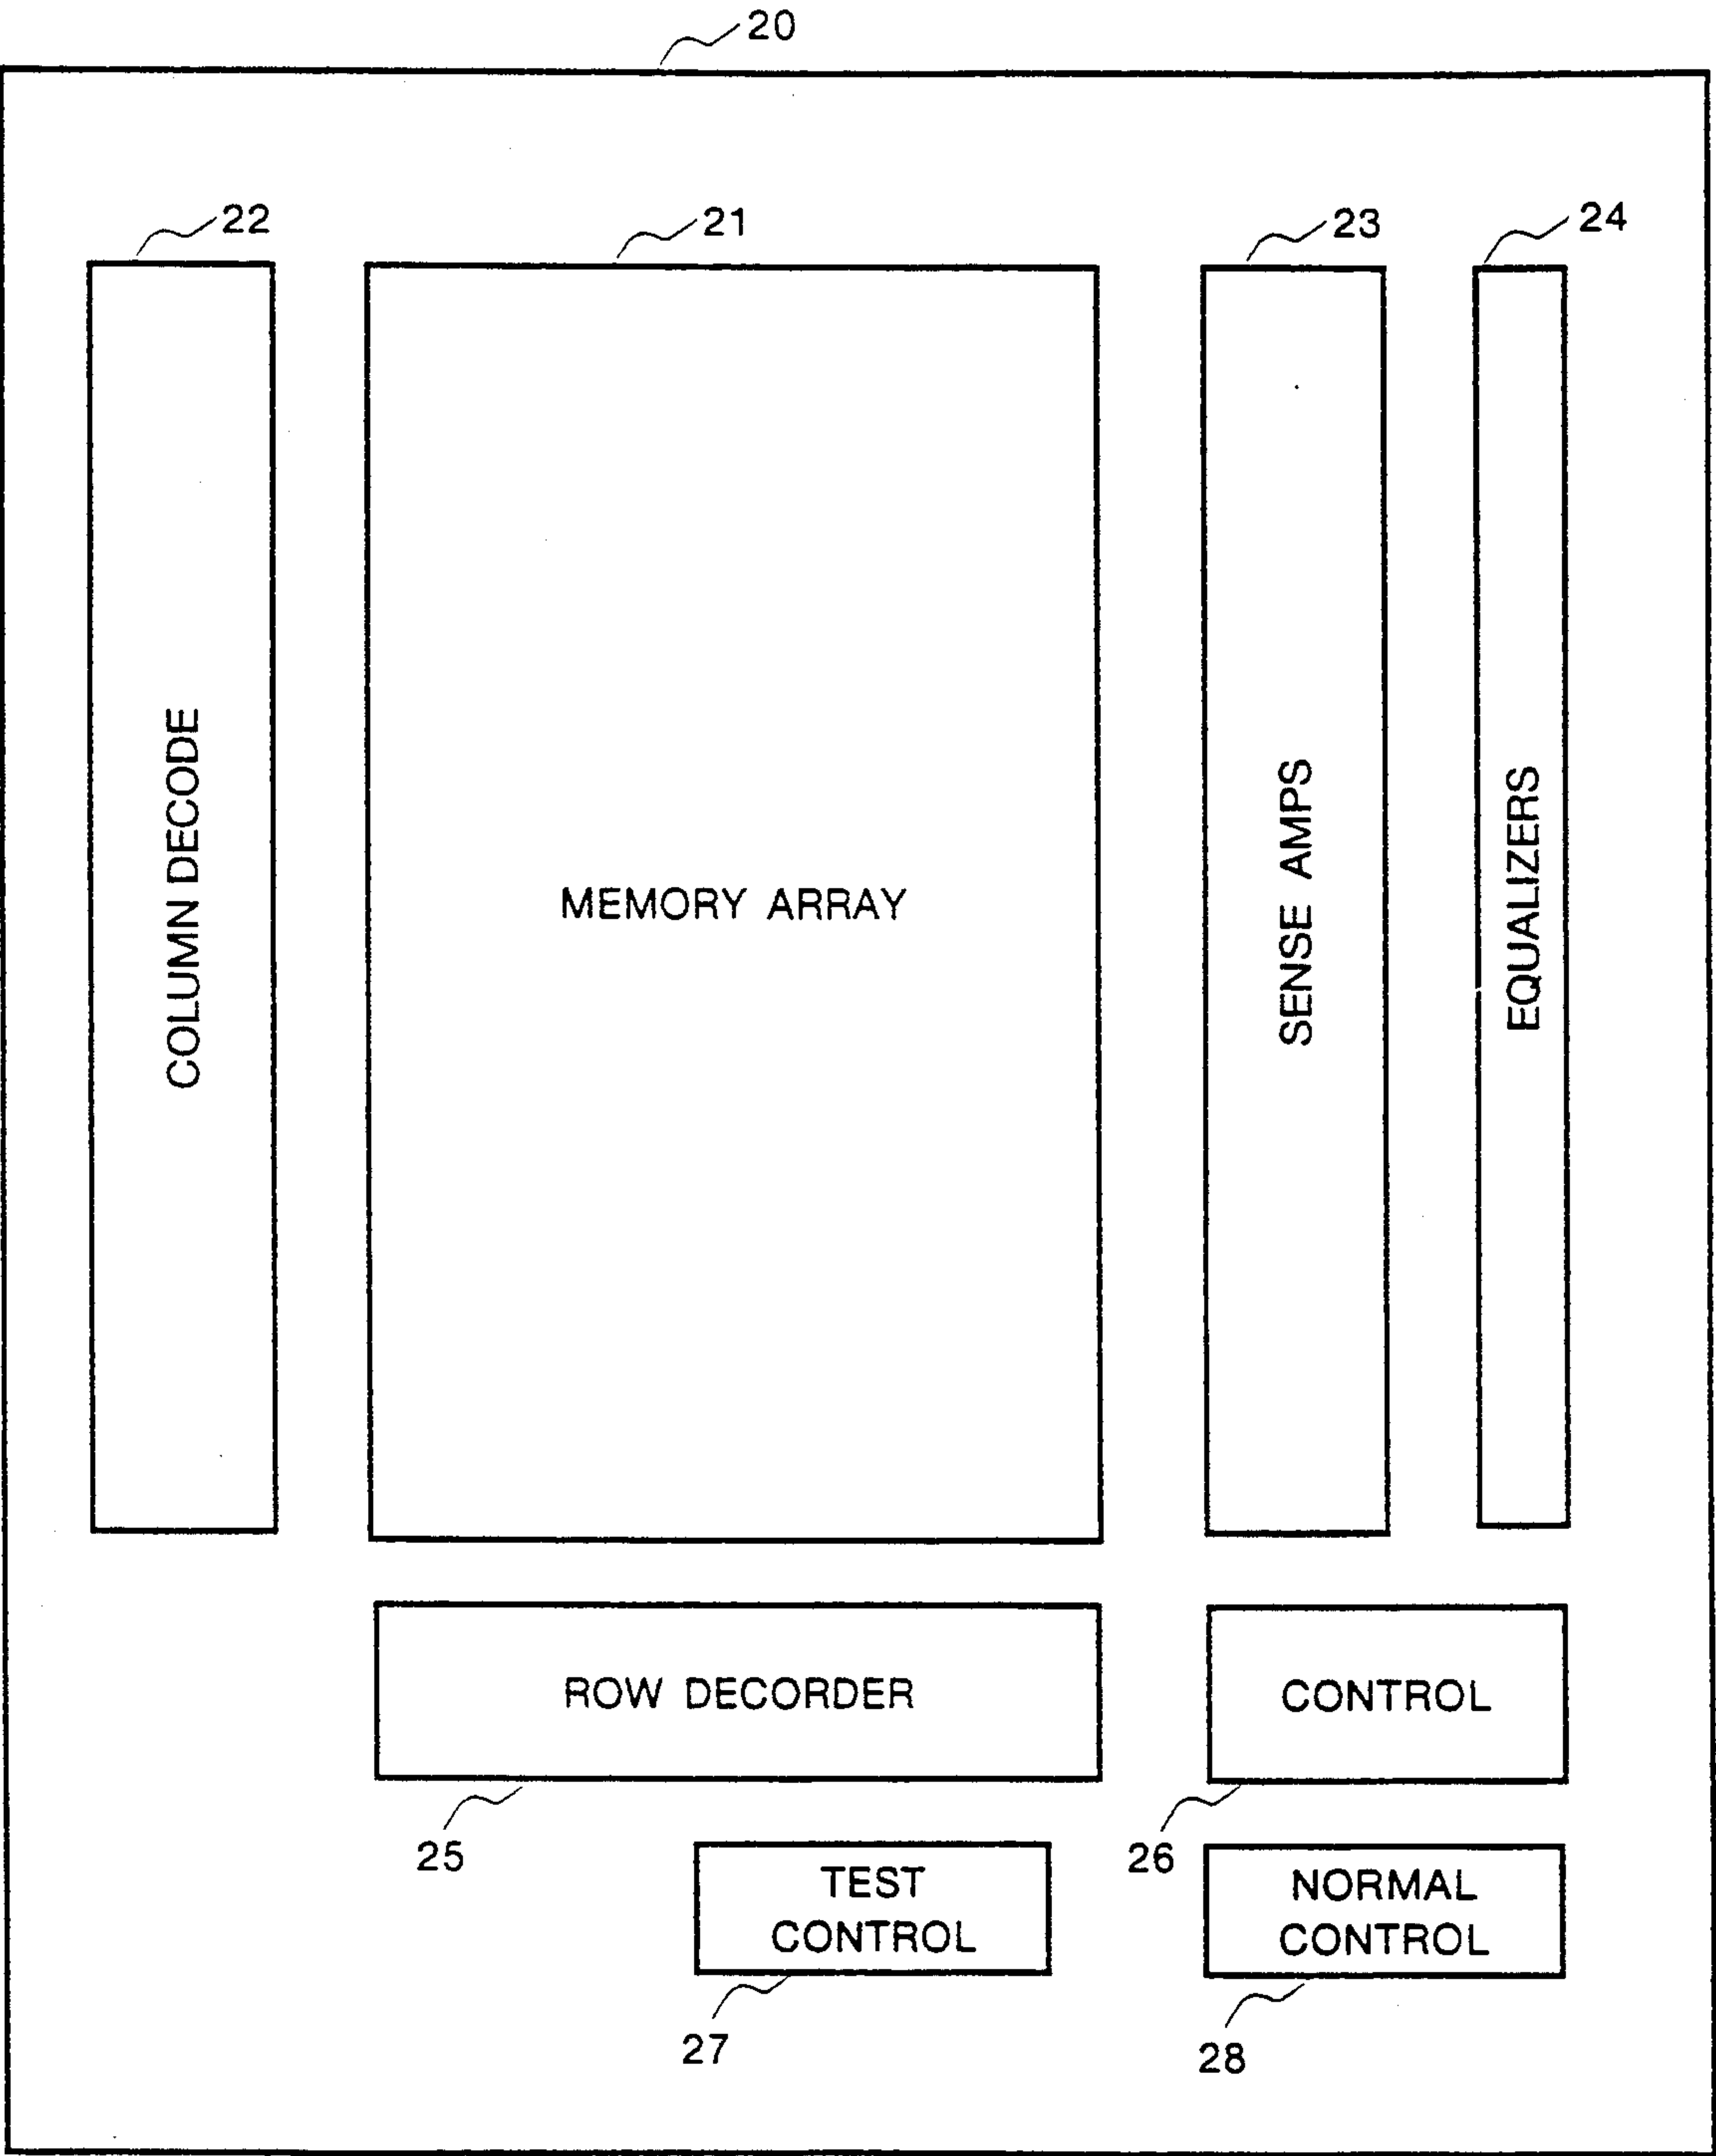 20
22
21
23
24
COLUMN DECODE
MEMORY ARRAY
SENSE AMPS
EQUALIZERS
ROW DECORDER
CONTROL
25
26
TEST
CONTROL
NORMAL
CONTROL
27
28